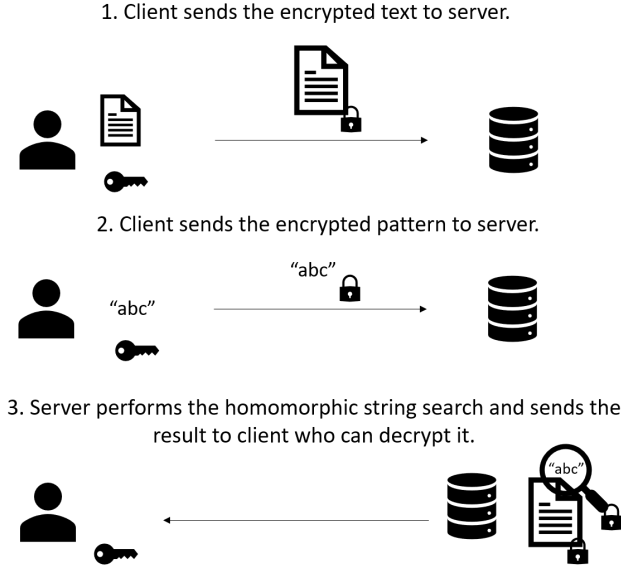 1. Client sends the encrypted text to server.
2. Client sends the encrypted pattern to server.
“abc”
“abc”
3. Server performs the homomorphic string search and sends the
result to client who can decrypt it.
“abc”